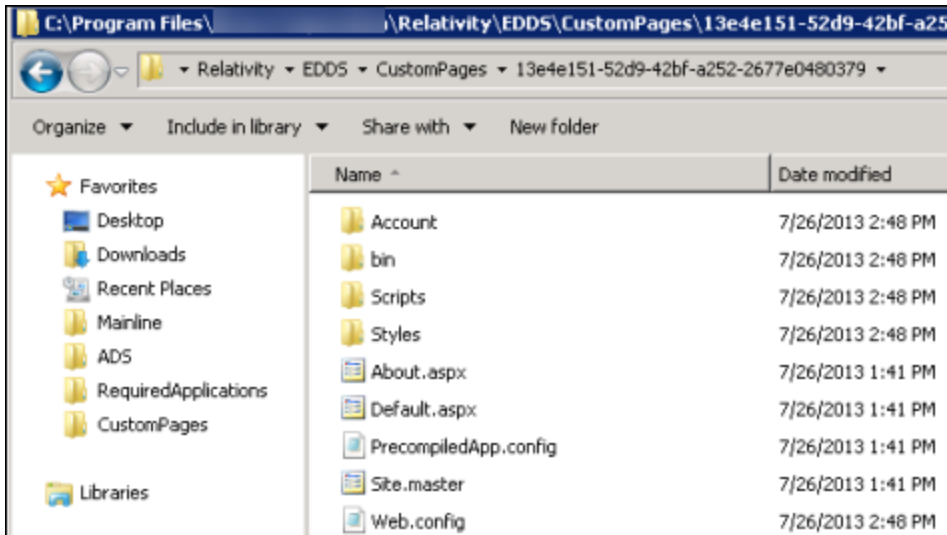 C:\Program Files\ \Relativity\EDDS\CustomPages\13e4e151-52d9-42bf-a25
Relativity EDDS CustomPages 13e4e151-52d9-42bf-a252-2677e0480379
Organize Include in library Share with New folder
Favorites
Desktop
Downloads
Recent Places
Mainline
ADS
RequiredApplications
CustomPages
Libraries
Name Date modified
Account 7/26/2013 2:48 PM
bin 7/26/2013 2:48 PM
Scripts 7/26/2013 2:48 PM
Styles 7/26/2013 2:48 PM
About.aspx 7/26/2013 1:41 PM
Default.aspx 7/26/2013 1:41 PM
PrecompiledApp.config 7/26/2013 1:41 PM
Site.master 7/26/2013 1:41 PM
Web.config 7/26/2013 2:48 PM